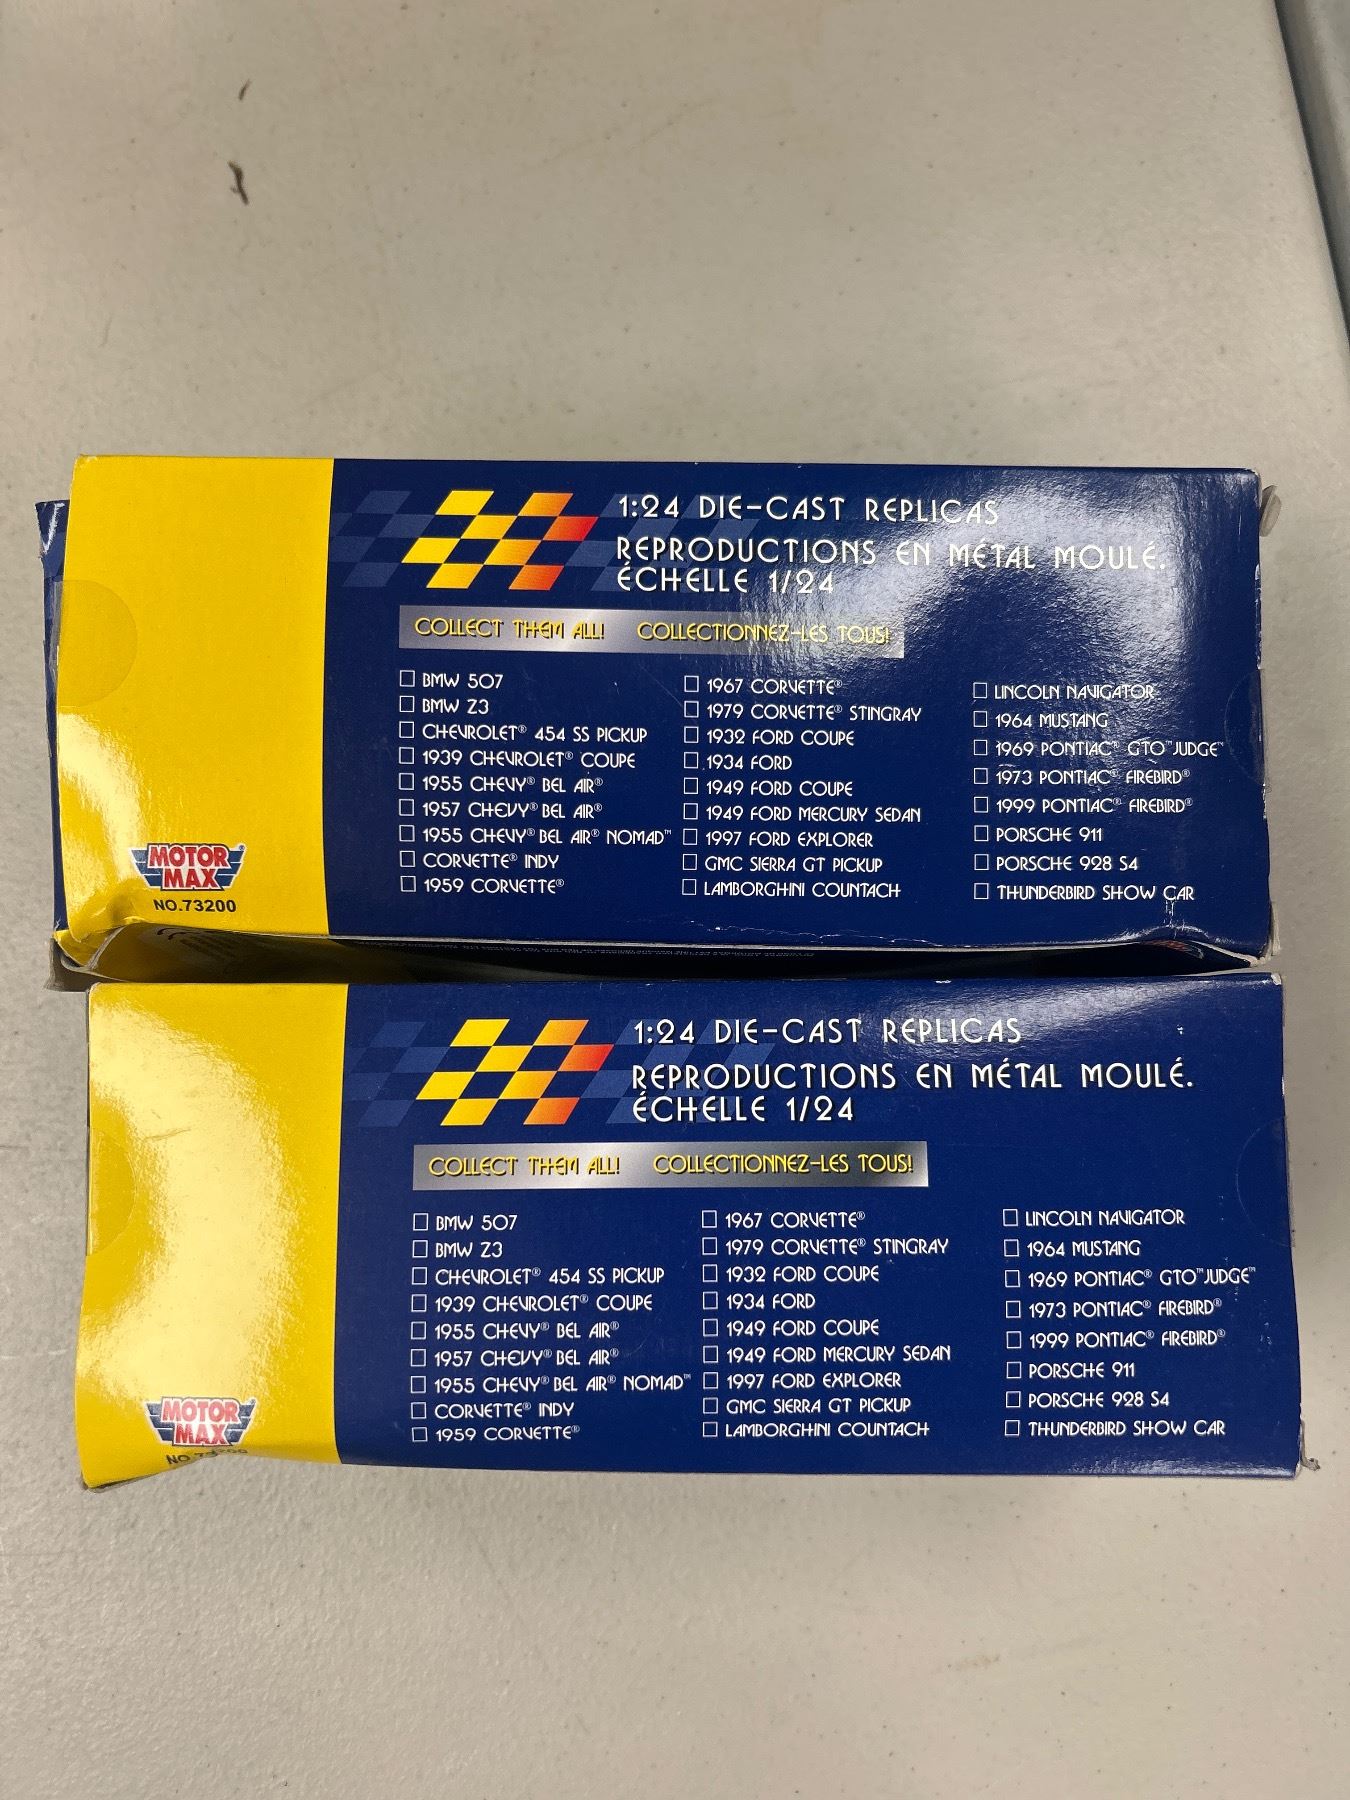 1:24 DIE-CAST REPLICAS
REPRODUCTIONS EN MÉTAL MOULÉ.
ÉCHELLE 1/24
COLLECT THEM ALL! COLLECTIONNEZ-LES TOUS!
BMW 507
BMW Z3
CHEVROLET® 454 SS PICKUP
1939 CHEVROLET® COUPE
1955 CHEVY® BEL AIR®
1957 CHEVY® BEL AIR®
1955 CHEVY® BEL AIR® NOMAD™
CORVETTE® INDY
1959 CORVETTE®
1967 CORVETTE®
1979 CORVETTE® STINGRAY
1932 FORD COUPE
1934 FORD
1949 FORD COUPE
1949 FORD MERCURY SEDAN
1997 FORD EXPLORER
GMC SIERRA GT PICKUP
LAMBORGHINI COUNTACH
LINCOLN NAVIGATOR
1964 MUSTANG
1969 PONTIAC® GTO™ JUDGE™
1973 PONTIAC® FIREBIRD®
1999 PONTIAC® FIREBIRD®
PORSCHE 911
PORSCHE 928 S4
THUNDERBIRD SHOW CAR
MOTOR
MAX
NO.73200
1:24 DIE-CAST REPLICAS
REPRODUCTIONS EN MÉTAL MOULÉ.
ÉCHELLE 1/24
COLLECT THEM ALL! COLLECTIONNEZ-LES TOUS!
BMW 507
BMW Z3
CHEVROLET® 454 SS PICKUP
1939 CHEVROLET® COUPE
1955 CHEVY® BEL AIR®
1957 CHEVY® BEL AIR®
1955 CHEVY® BEL AIR® NOMAD™
CORVETTE® INDY
1959 CORVETTE®
1967 CORVETTE®
1979 CORVETTE® STINGRAY
1932 FORD COUPE
1934 FORD
1949 FORD COUPE
1949 FORD MERCURY SEDAN
1997 FORD EXPLORER
GMC SIERRA GT PICKUP
LAMBORGHINI COUNTACH
LINCOLN NAVIGATOR
1964 MUSTANG
1969 PONTIAC® GTO™ JUDGE™
1973 PONTIAC® FIREBIRD®
1999 PONTIAC® FIREBIRD®
PORSCHE 911
PORSCHE 928 S4
THUNDERBIRD SHOW CAR
MOTOR
MAX